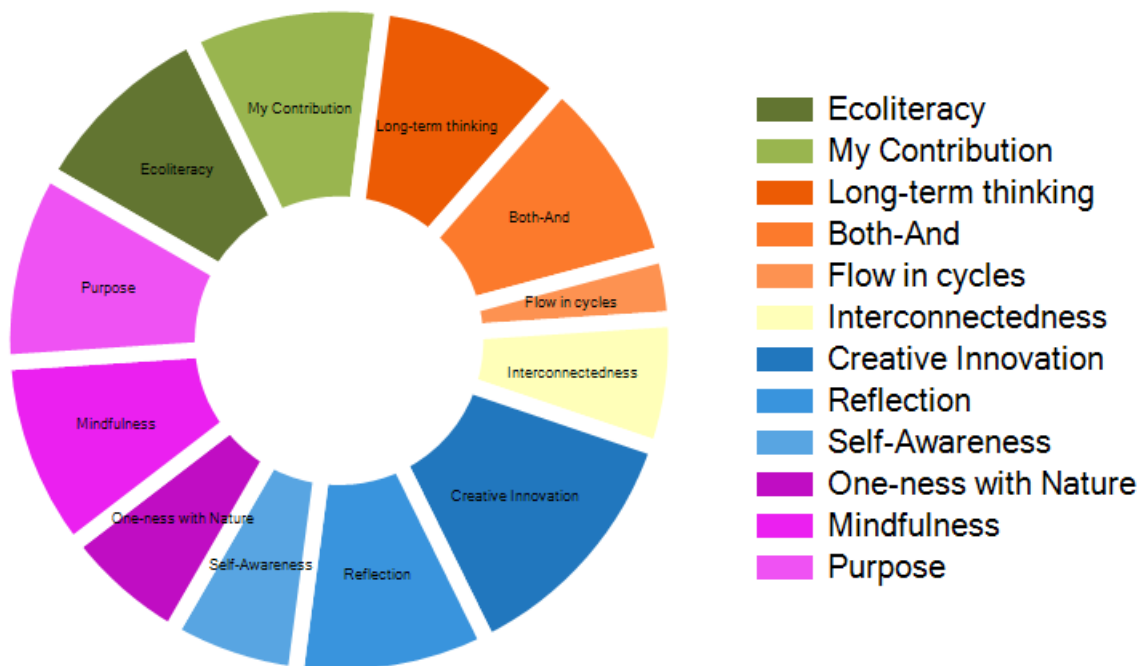 My Contribution
Long-term thinking
Ecoliteracy
Both-And
Purpose
Flow in cycles
Interconnectedness
Mindfulness
Creative Innovation
One-ness with Nature
Self-Awareness
Reflection
Ecoliteracy
My Contribution
Long-term thinking
Both-And
Flow in cycles
Interconnectedness
Creative Innovation
Reflection
Self-Awareness
One-ness with Nature
Mindfulness
Purpose